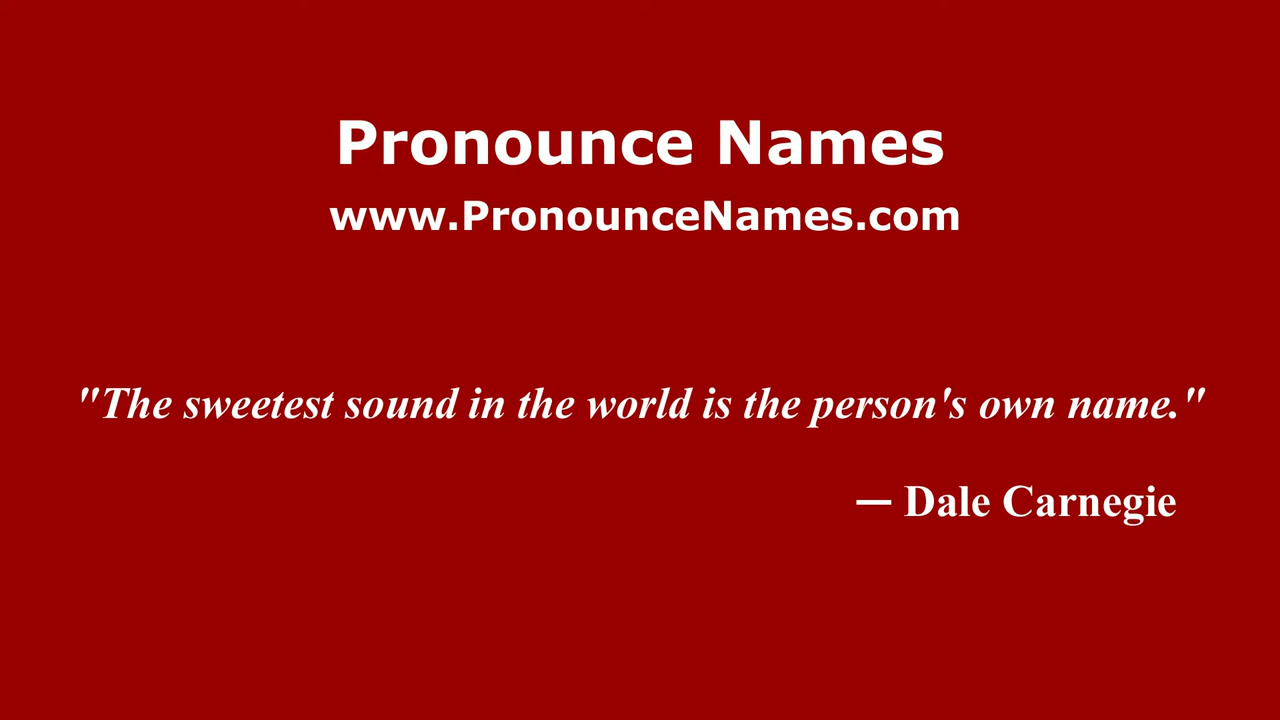 Pronounce Names
www.PronounceNames.com
"The sweetest sound in the world is the person's own name."
— Dale Carnegie